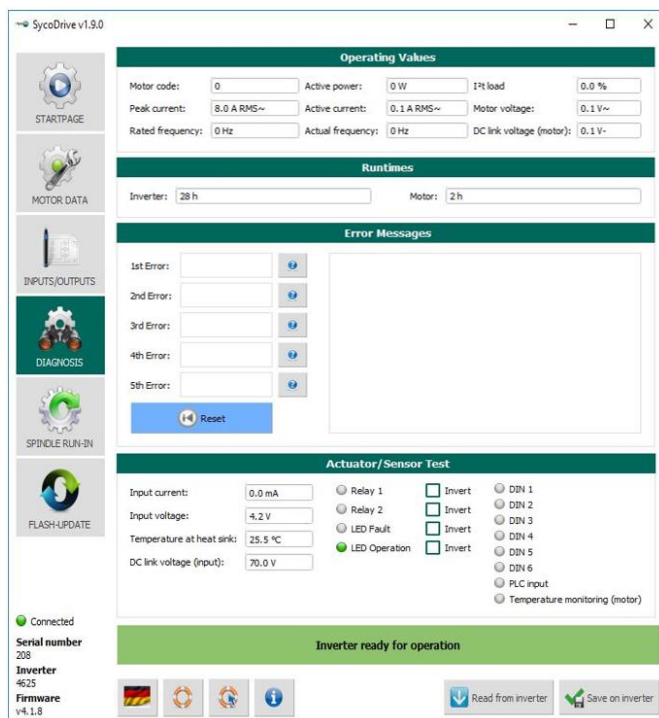 SycoDrive v1.9.0
STARTPAGE
MOTOR DATA
INPUTS/OUTPUTS
DIAGNOSIS
SPINDLE RUN-IN
FLASH-UPDATE
Connected
Serial number
208
Inverter
4625
Firmware
v4.1.8
Operating Values
Motor code: 0 Active power: 0 W I²t load 0.0 %
Peak current: 8.0 A RMS~ Active current: 0.1 A RMS~ Motor voltage: 0.1 V~
Rated frequency: 0 Hz Actual frequency: 0 Hz DC link voltage (motor): 0.1 V-
Runtimes
Inverter: 28 h Motor: 2 h
Error Messages
1st Error:
2nd Error:
3rd Error:
4th Error:
5th Error:
Reset
Actuator/Sensor Test
Input current: 0.0 mA
Input voltage: 4.2 V
Temperature at heat sink: 25.5 °C
DC link voltage (input): 70.0 V
Relay 1 Invert
Relay 2 Invert
LED Fault Invert
LED Operation Invert
DIN 1
DIN 2
DIN 3
DIN 4
DIN 5
DIN 6
PLC input
Temperature monitoring (motor)
Inverter ready for operation
Read from inverter
Save on inverter